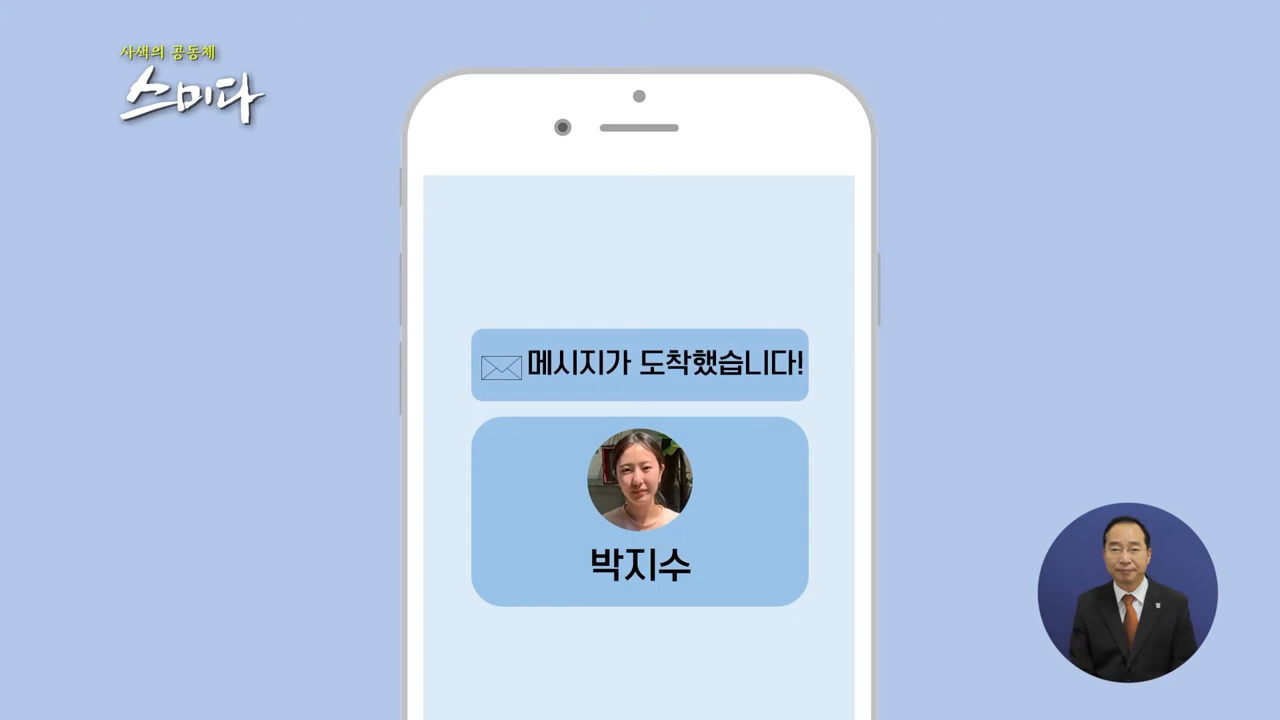 사색의 공동체
스미다
메시지가 도착했습니다!
박지수